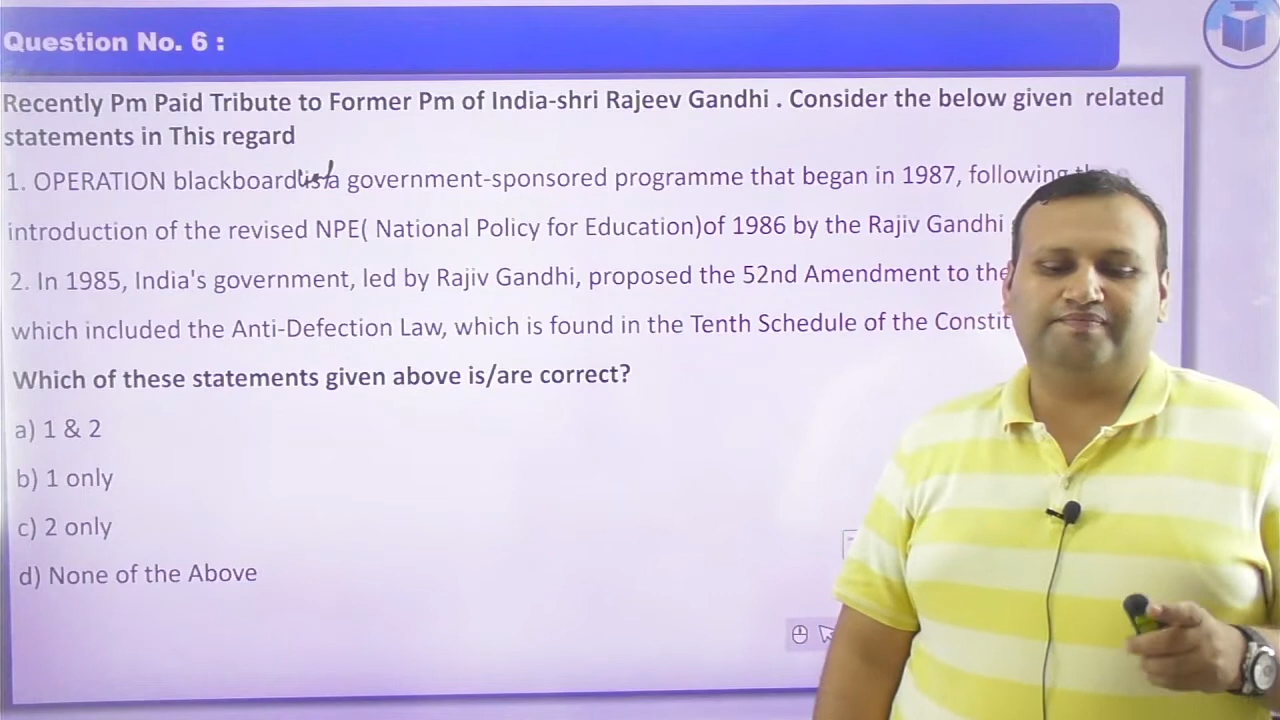 Question No. 6 :
Recently Pm Paid Tribute to Former Pm of India-shri Rajeev Gandhi . Consider the below given related
statements in This regard
1. OPERATION blackboard is a government-sponsored programme that began in 1987, following
introduction of the revised NPE( National Policy for Education)of 1986 by the Rajiv Gandhi
2. In 1985, India's government, led by Rajiv Gandhi, proposed the 52nd Amendment to the
which included the Anti-Defection Law, which is found in the Tenth Schedule of the Constit
Which of these statements given above is/are correct?
a) 1 & 2
b) 1 only
c) 2 only
d) None of the Above